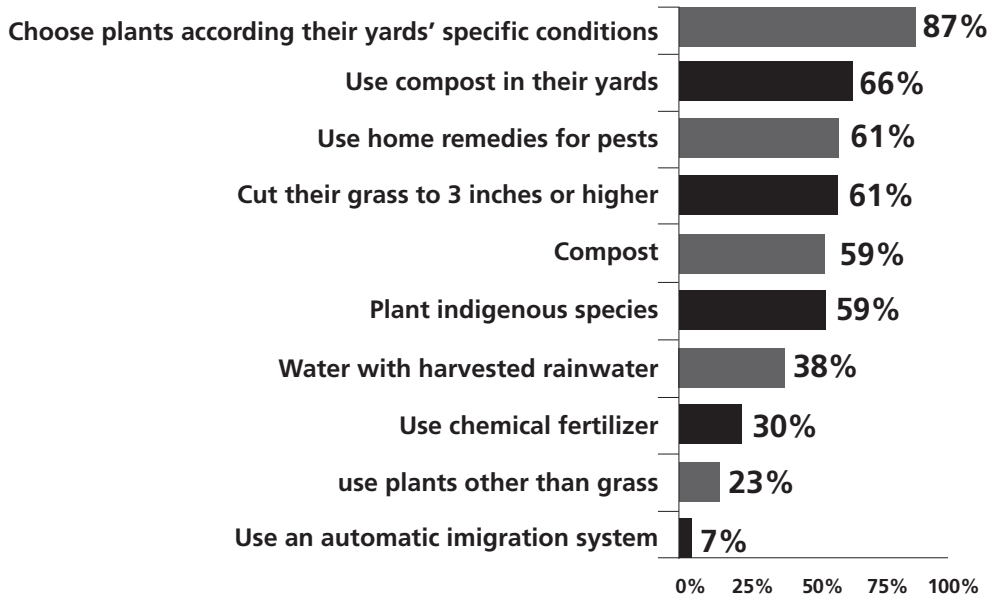 Choose plants according their yards’ specific conditions 87%
Use compost in their yards 66%
Use home remedies for pests 61%
Cut their grass to 3 inches or higher 61%
Compost 59%
Plant indigenous species 59%
Water with harvested rainwater 38%
Use chemical fertilizer 30%
use plants other than grass 23%
Use an automatic imigration system 7%
0% 25% 50% 75% 100%